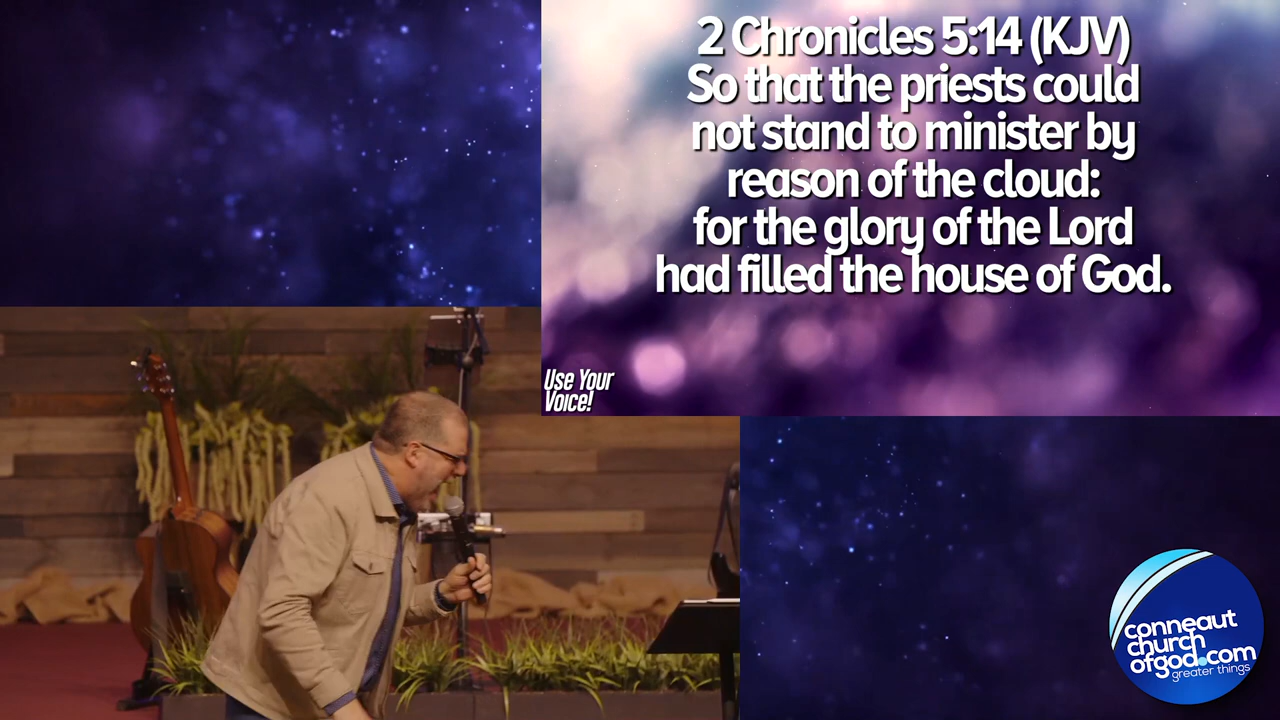 2 Chronicles 5:14 (KJV)
So that the priests could
not stand to minister by
reason of the cloud:
for the glory of the Lord
had filled the house of God.
Use Your
Voice!
conneaut
church
ofgod.com
greater things